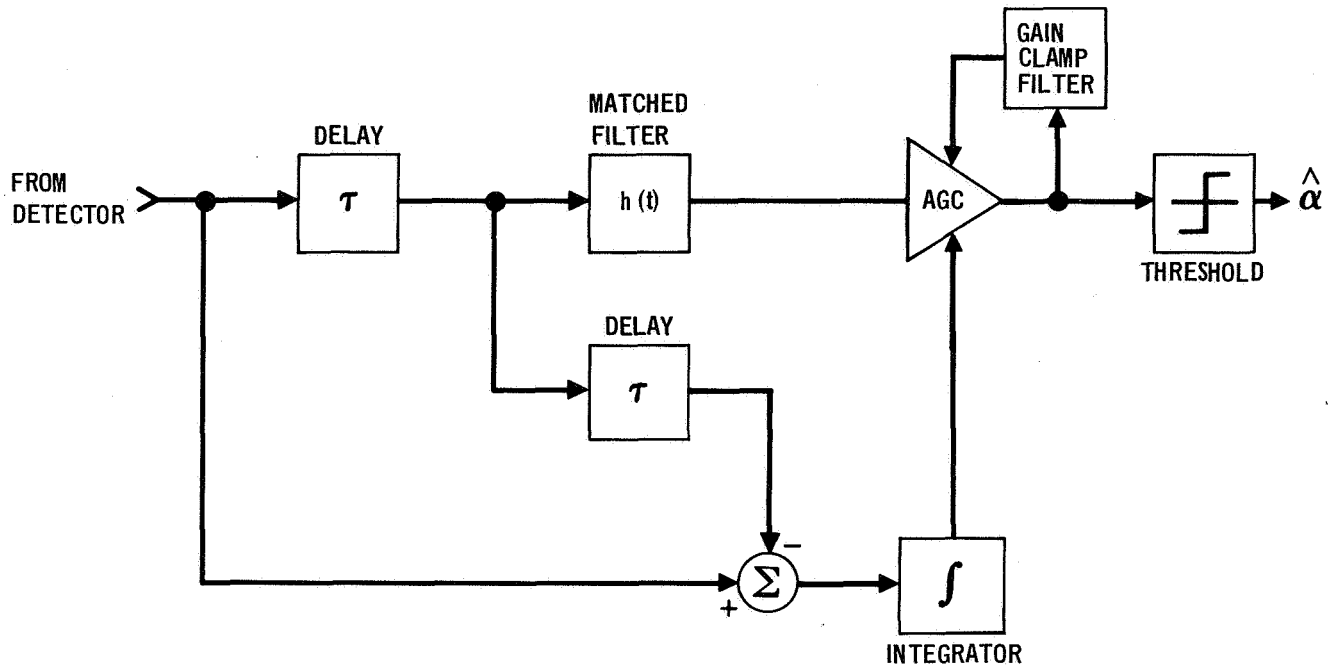 GAIN
CLAMP
FILTER
MATCHED
FILTER
DELAY
FROM
DETECTOR
τ
h (t)
AGC
α̂
THRESHOLD
DELAY
τ
−
Σ
+
∫
INTEGRATOR